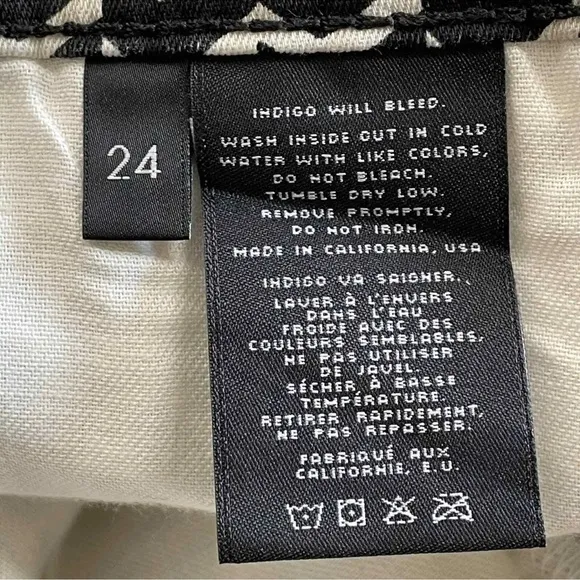 24
INDIGO WILL BLEED.
WASH INSIDE OUT IN COLD
WATER WITH LIKE COLORS,
DO NOT BLEACH.
TUMBLE DRY LOW.
REMOVE PROMPTLY,
DO NOT IRON.
MADE IN CALIFORNIA, USA
INDIGO VA SAIGHER..
LAVER À L'ENVERS
DANS L'EAU
FROIDE AVEC DES
COULEURS SEMBLABLES,
NE PAS UTILISER
DE JAVEL.
SÉCHER À BASSE
TEMPÉRATURE.
RETIRER RAPIDEMENT,
NE PAS REPASSER.
FABRIQUÉ AUX
CALIFORNIE, E.U.